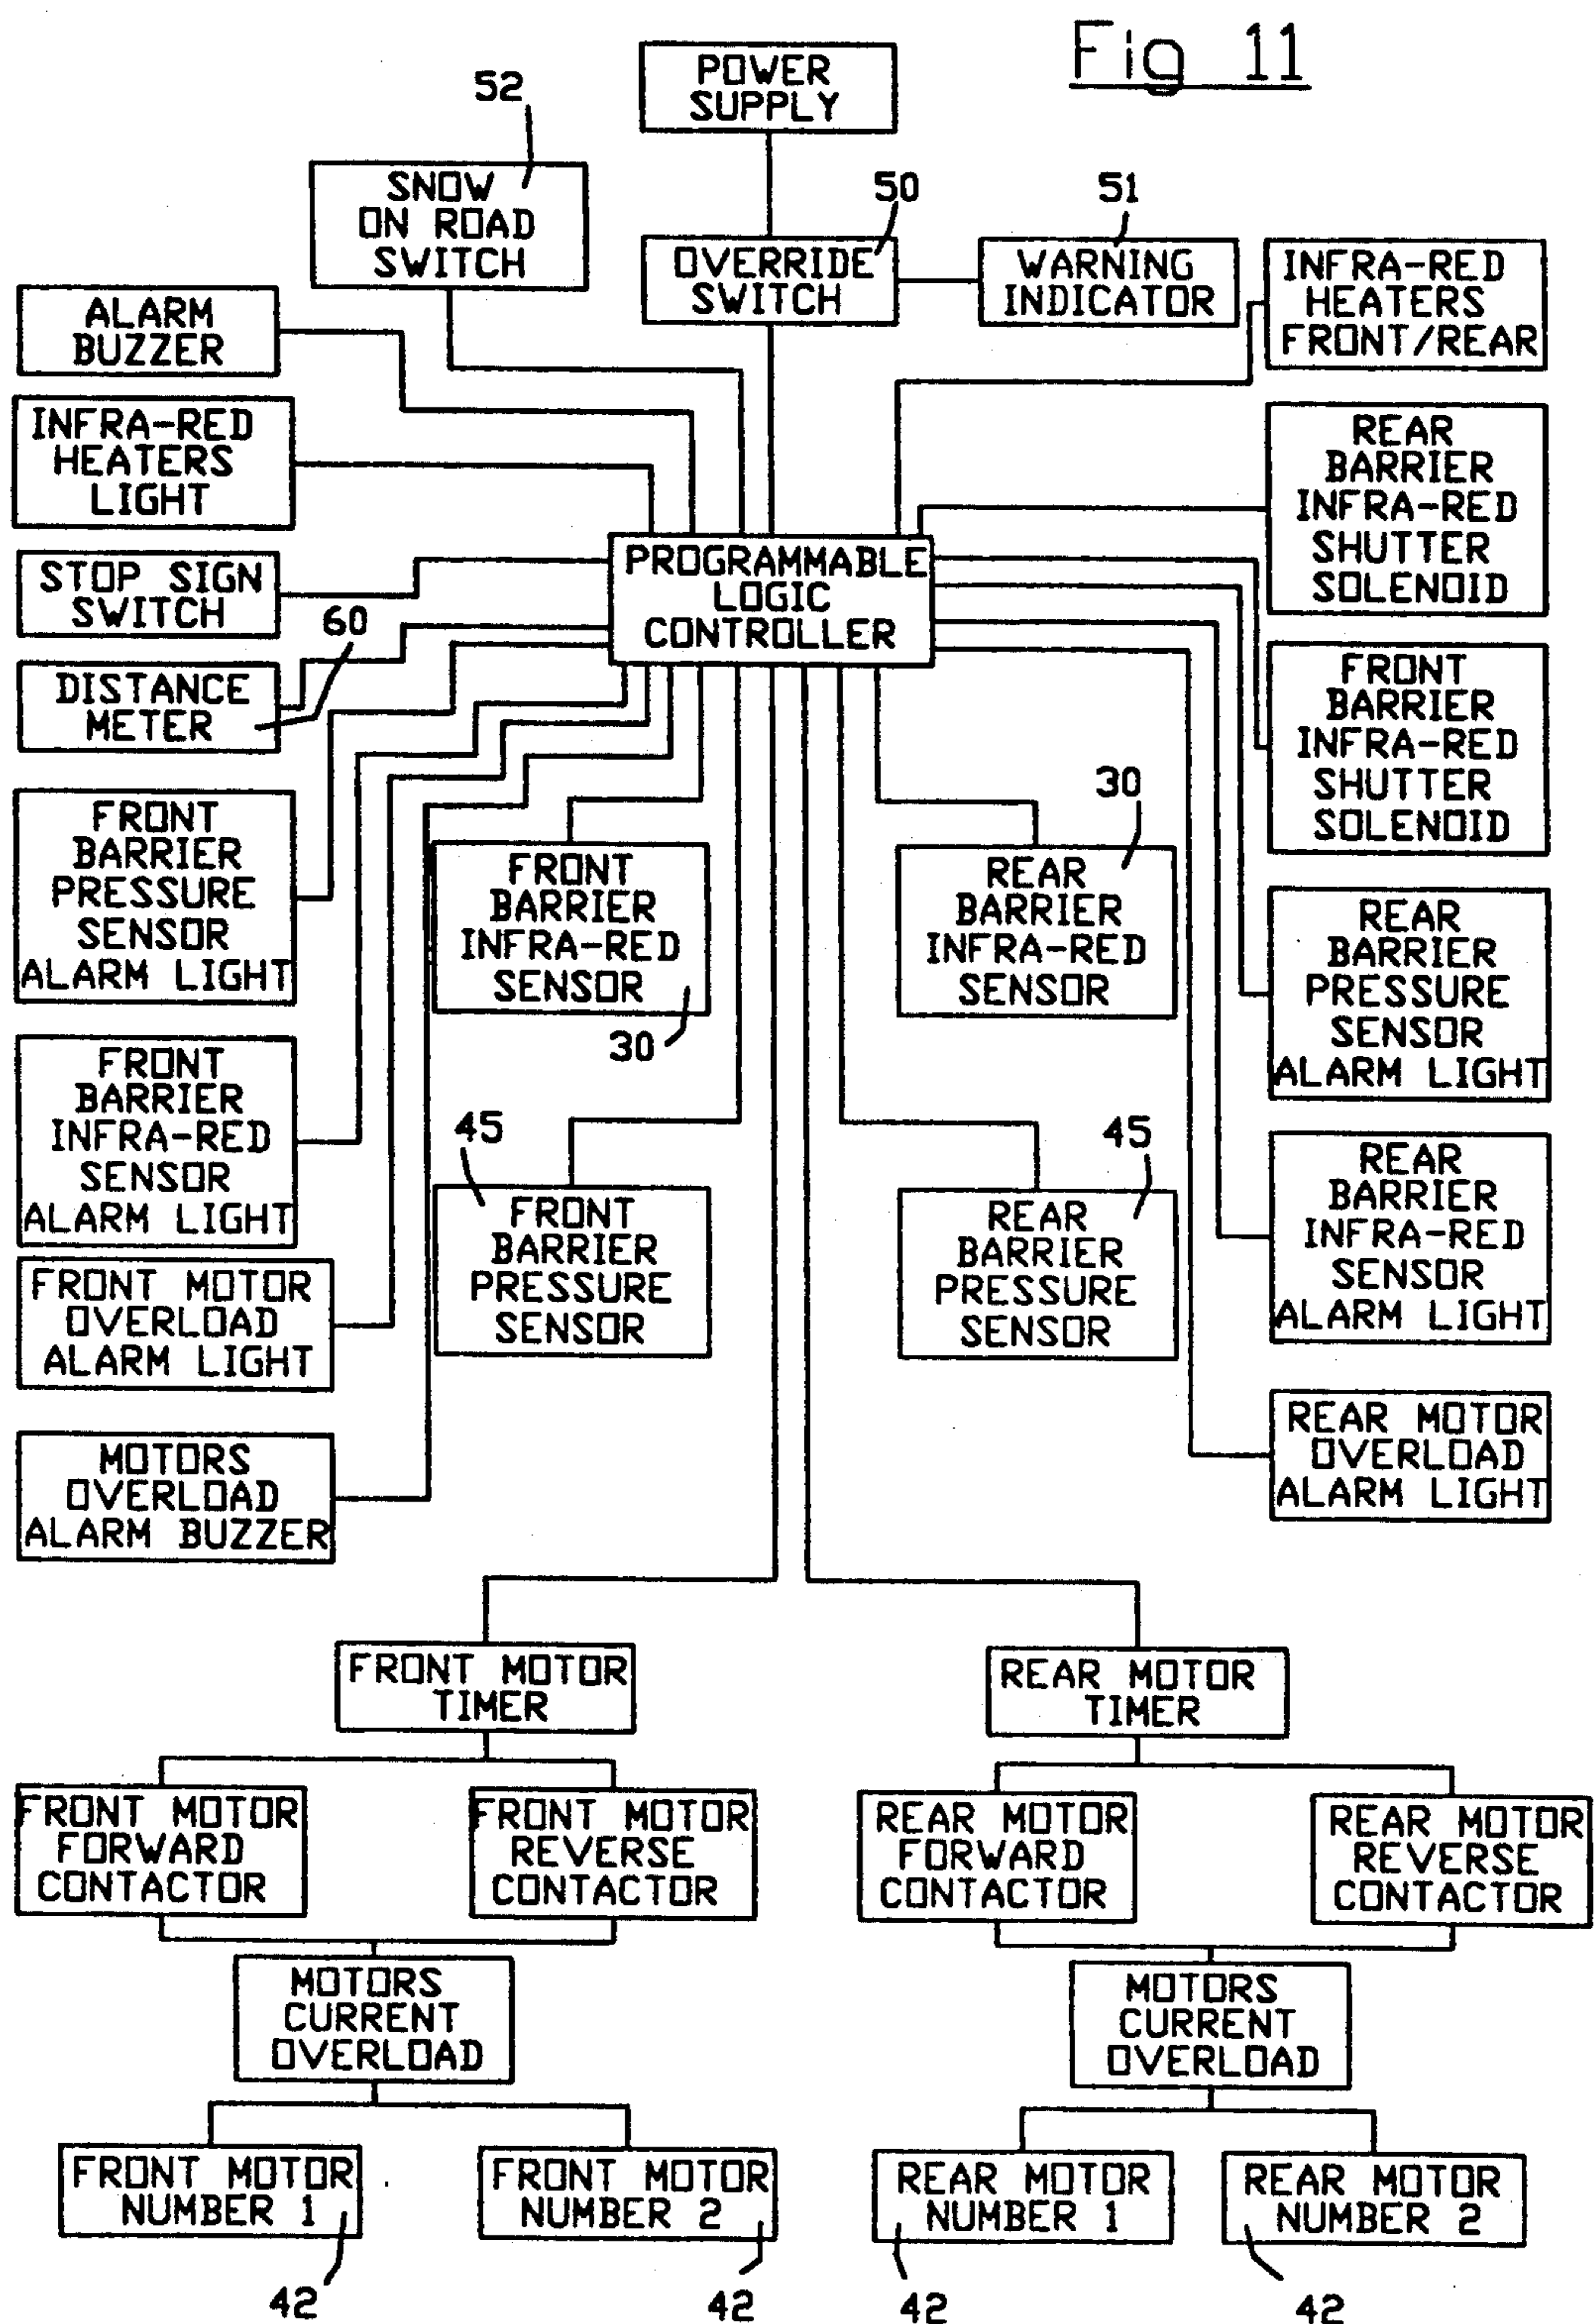 Fig 11
POWER
SUPPLY
52
SNOW
ON ROAD
SWITCH
50
OVERRIDE
SWITCH
51
WARNING
INDICATOR
INFRA-RED
HEATERS
FRONT/REAR
ALARM
BUZZER
INFRA-RED
HEATERS
LIGHT
REAR
BARRIER
INFRA-RED
SHUTTER
SOLENOID
STOP SIGN
SWITCH
PROGRAMMABLE
LOGIC
CONTROLLER
60
DISTANCE
METER
FRONT
BARRIER
INFRA-RED
SHUTTER
SOLENOID
FRONT
BARRIER
PRESSURE
SENSOR
ALARM LIGHT
FRONT
BARRIER
INFRA-RED
SENSOR
30
30
REAR
BARRIER
INFRA-RED
SENSOR
REAR
BARRIER
PRESSURE
SENSOR
ALARM LIGHT
FRONT
BARRIER
INFRA-RED
SENSOR
ALARM LIGHT
45
FRONT
BARRIER
PRESSURE
SENSOR
45
REAR
BARRIER
PRESSURE
SENSOR
REAR
BARRIER
INFRA-RED
SENSOR
ALARM LIGHT
FRONT MOTOR
OVERLOAD
ALARM LIGHT
MOTORS
OVERLOAD
ALARM BUZZER
REAR MOTOR
OVERLOAD
ALARM LIGHT
FRONT MOTOR
TIMER
REAR MOTOR
TIMER
FRONT MOTOR
FORWARD
CONTACTOR
FRONT MOTOR
REVERSE
CONTACTOR
REAR MOTOR
FORWARD
CONTACTOR
REAR MOTOR
REVERSE
CONTACTOR
MOTORS
CURRENT
OVERLOAD
MOTORS
CURRENT
OVERLOAD
FRONT MOTOR
NUMBER 1
FRONT MOTOR
NUMBER 2
REAR MOTOR
NUMBER 1
REAR MOTOR
NUMBER 2
42
42
42
42